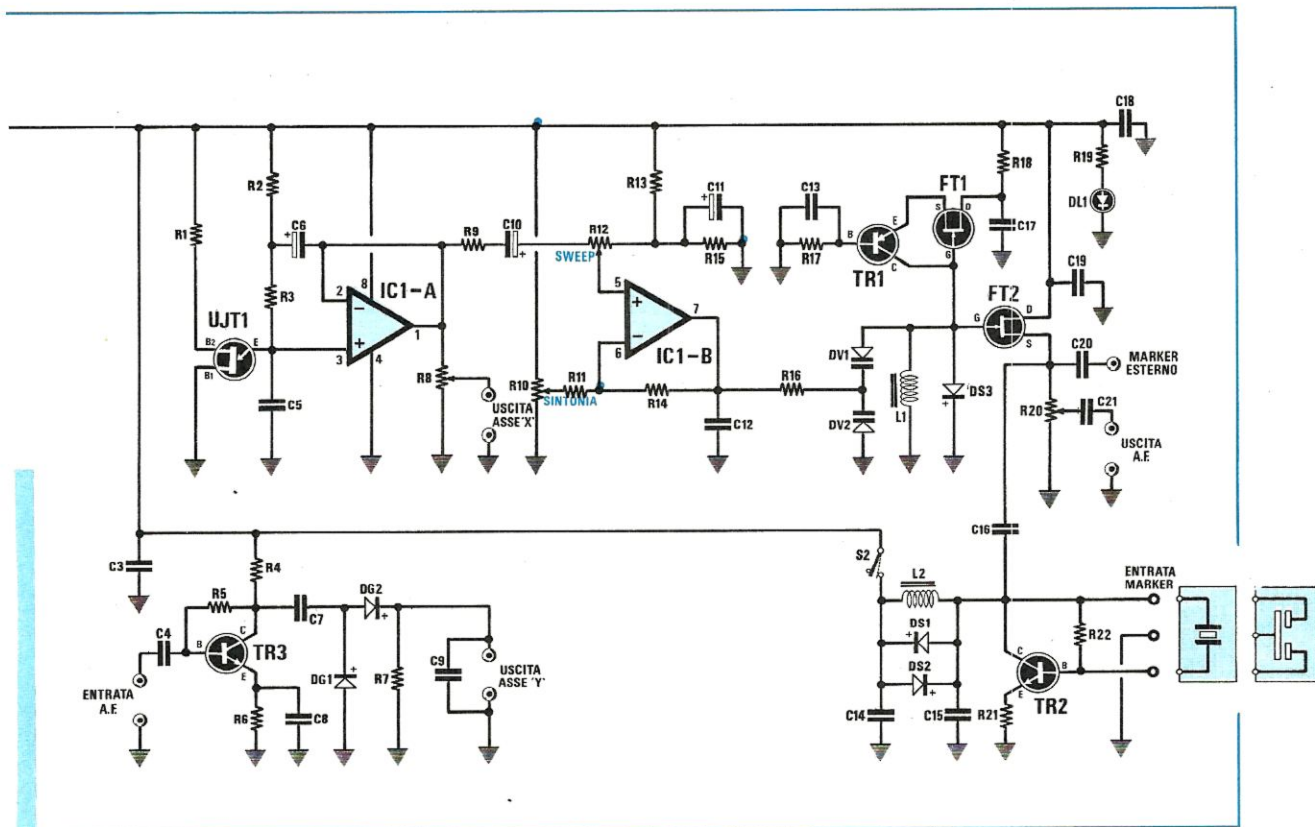 C18
R19
DL1
R18
FT1
S
D
G
C17
C19
R2
R1
C6
R9
C10
R13
C11
+
R12
SWEEP
R15
C13
R17
E
B
C
TR1
FT2
G
D
S
C20
MARKER
ESTERNO
IC1-A
8
2
−
+
3
4
1
R3
UJT1
B2
E
B1
C5
R8
USCITA
ASSE 'X'
R10
R11
SINTONIA
5
+
−
6
7
IC1-B
R14
C12
R16
DV1
DV2
L1
DS3
+
R20
C21
USCITA
A.F.
C16
C3
R4
R5
C4
B
C
E
TR3
ENTRATA
A.F.
R6
C8
C7
DG2
+
DG1
+
R7
C9
USCITA
ASSE 'Y'
S2
L2
DS1
+
DS2
+
C14
C15
R21
C
B
E
TR2
R22
ENTRATA
MARKER